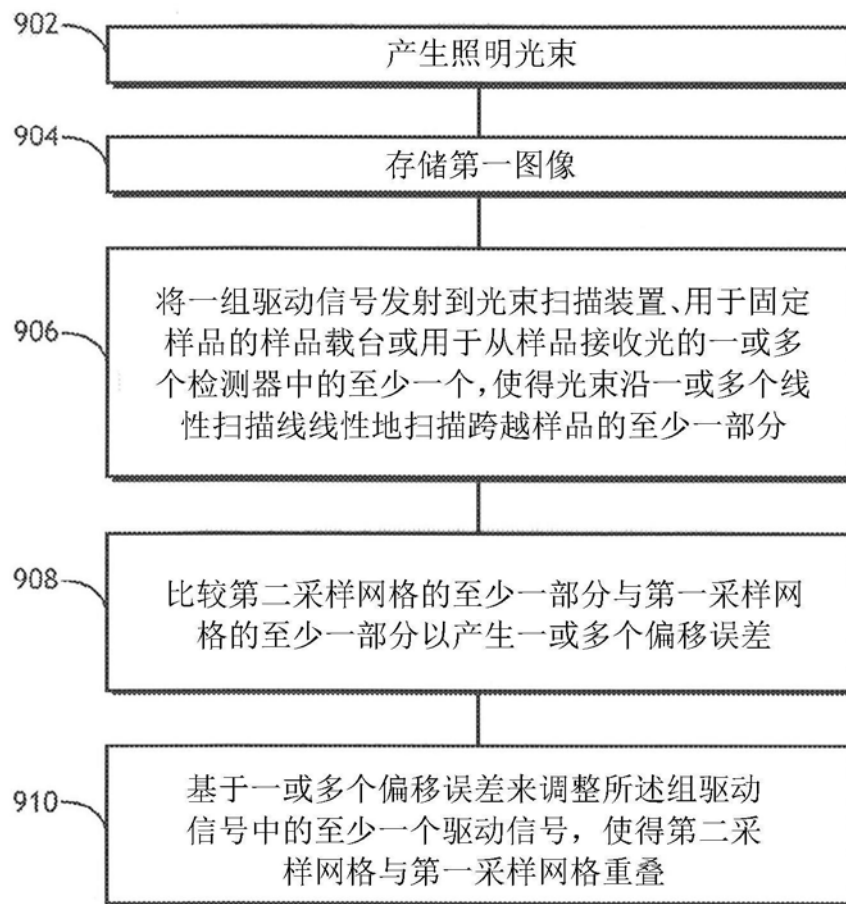 902
产生照明光束
904
存储第一图像
906
将一组驱动信号发射到光束扫描装置、用于固定
样品的样品载台或用于从样品接收光的一或多
个检测器中的至少一个,使得光束沿一或多个线
性扫描线线性地扫描跨越样品的至少一部分
908
比较第二采样网格的至少一部分与第一采样网
格的至少一部分以产生一或多个偏移误差
910
基于一或多个偏移误差来调整所述组驱动
信号中的至少一个驱动信号，使得第二采
样网格与第一采样网格重叠